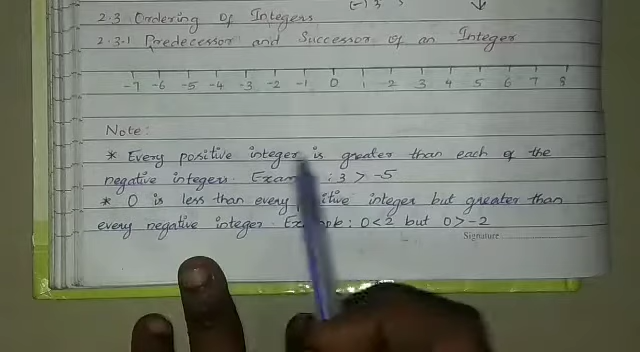 2.3 Ordering Of Integers
2.3.1 Predecessor and Successor of an Integer
-7 -6 -5 -4 -3 -2 -1 0 1 2 3 4 5 6 7 8
Note:
* Every positive integer is greater than each of the
negative integers. : 3 > -5
* 0 is less than every positive integer but greater than
every negative integer. Example: 0<2 but 0>-2
Signature